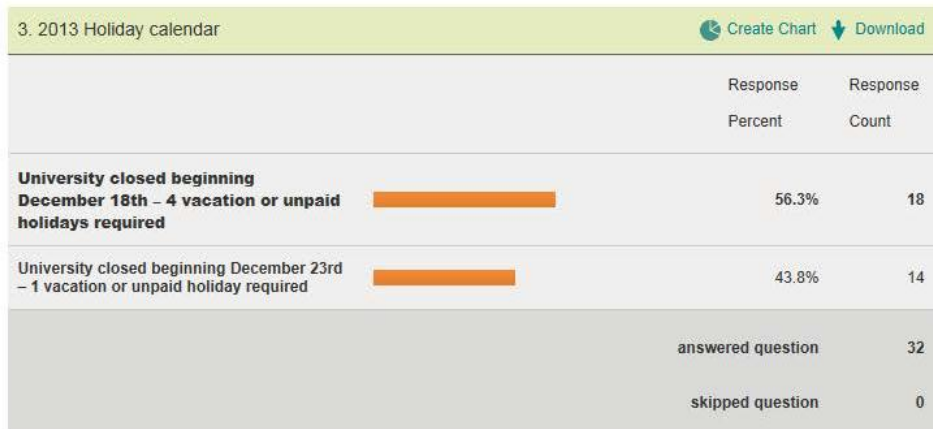 3. 2013 Holiday calendar
Create Chart
Download
Response Percent
Response Count
University closed beginning
December 18th – 4 vacation or unpaid
holidays required
56.3%
18
University closed beginning December 23rd
– 1 vacation or unpaid holiday required
43.8%
14
answered question
32
skipped question
0